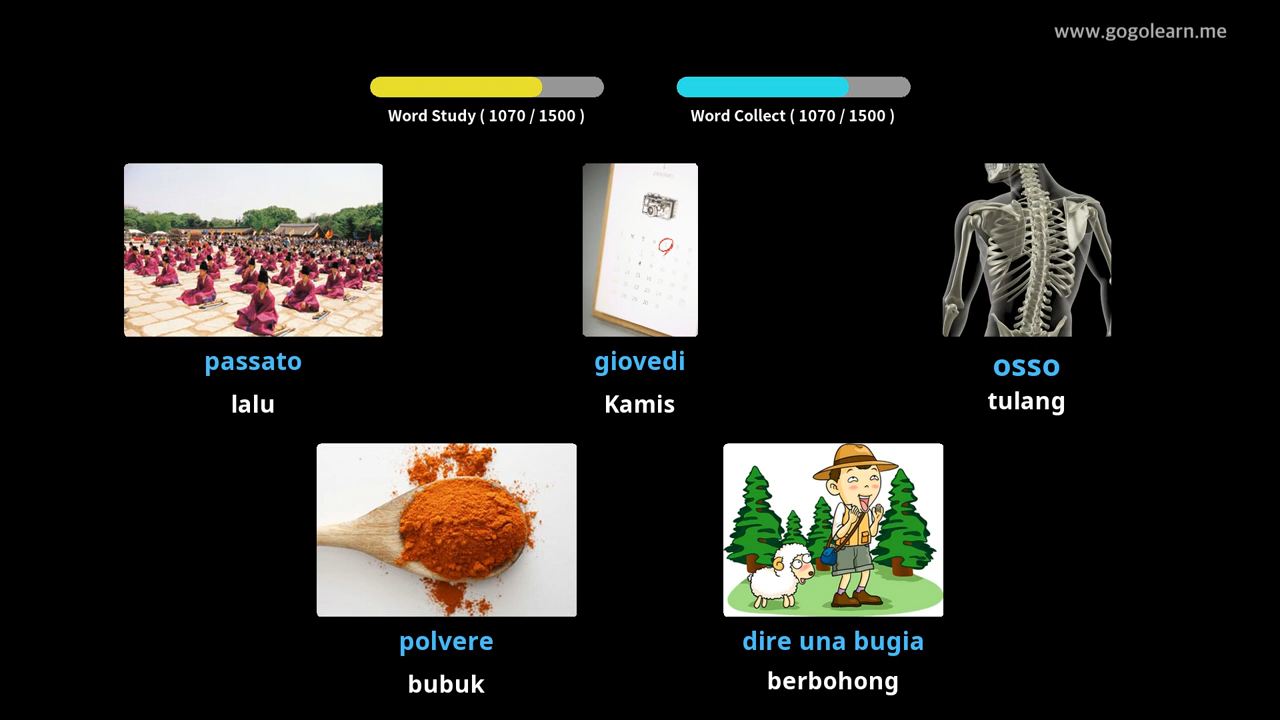 www.gogolearn.me
Word Study ( 1070 / 1500 )
Word Collect ( 1070 / 1500 )
passato
lalu
giovedi
Kamis
osso
tulang
polvere
bubuk
dire una bugia
berbohong